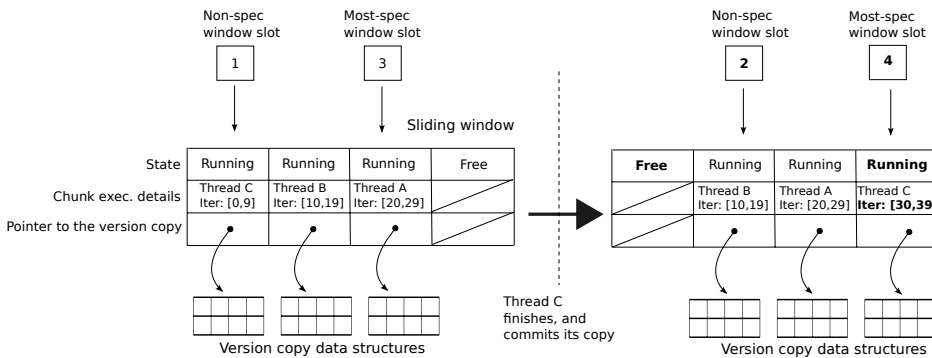 Non-spec
window slot
Most-spec
window slot
1
3
Sliding window
State
Running
Running
Running
Free
Chunk exec. details
Thread C
Iter: [0,9]
Thread B
Iter: [10,19]
Thread A
Iter: [20,29]
Pointer to the version copy
Version copy data structures
Thread C
finishes, and
commits its copy
Non-spec
window slot
Most-spec
window slot
2
4
Free
Running
Running
Running
Thread B
Iter: [10,19]
Thread A
Iter: [20,29]
Thread C
Iter: [30,39
Version copy data structures